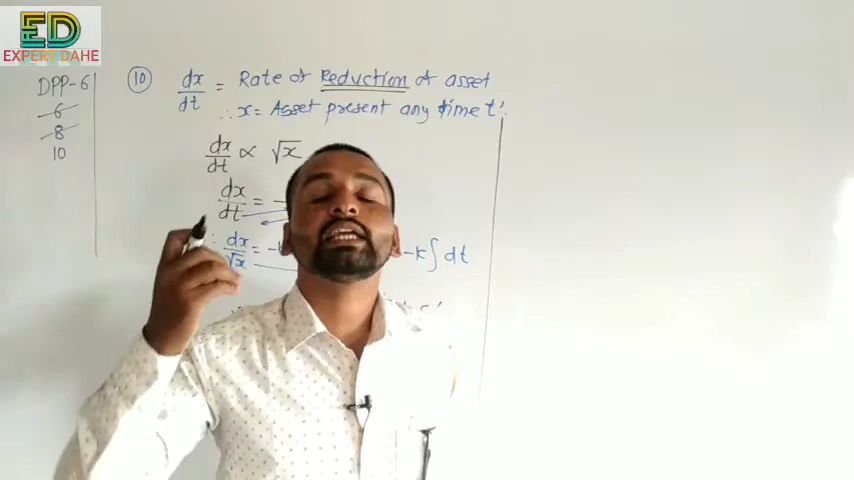 ED
EXPERT DAHE
DPP-6
6
8
10
10
dx/dt = Rate of Reduction of asset
∴ x = Asset present any time t'.
dx/dt ∝ √x
dx/dt = -
∴ dx/√x = -k
-k∫dt